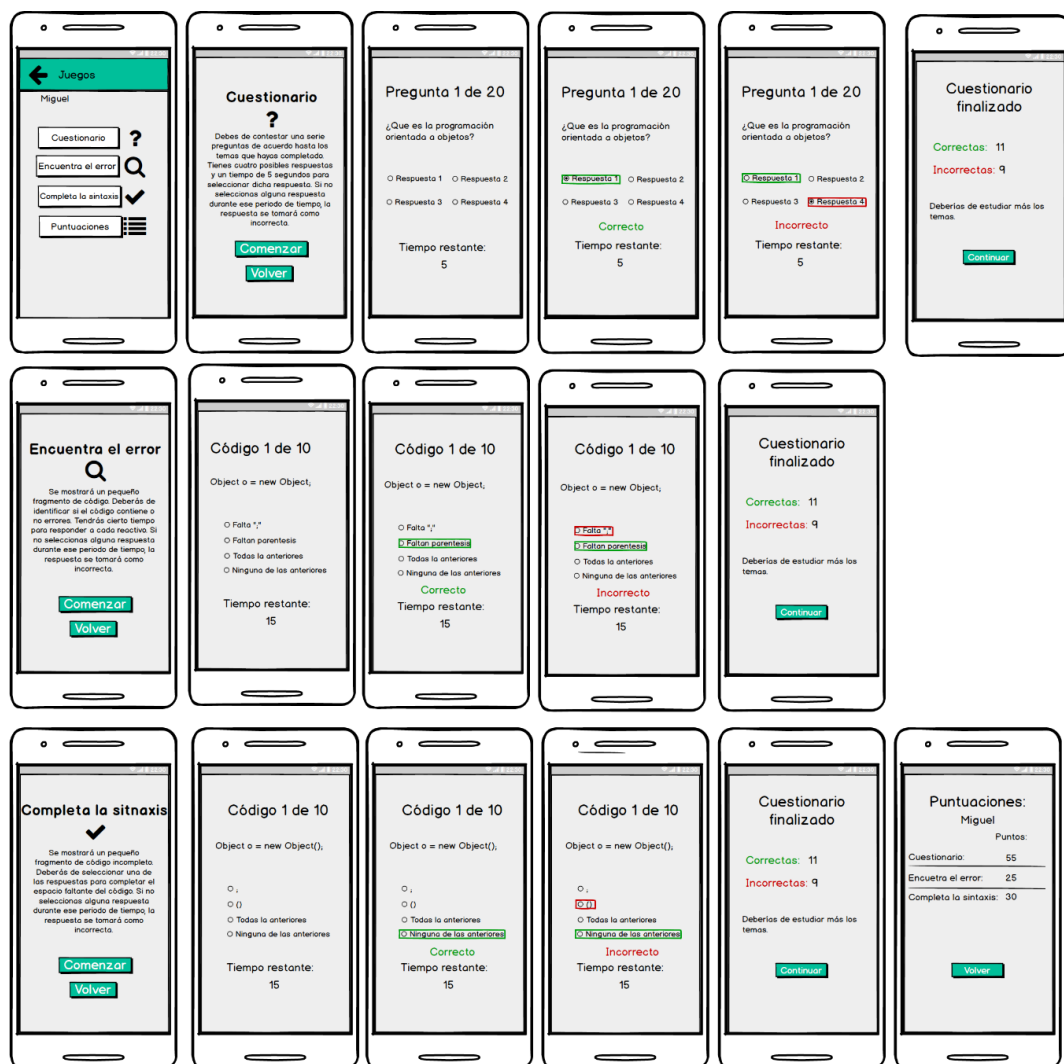 Juegos
Miguel
Cuestionario
Encuentra el error
Completa la sintaxis
Puntuaciones
Cuestionario
?
Debes de contestar una serie
preguntas de acuerdo hasta los
temas que hayas completado.
Tienes cuatro posibles respuestas
y un tiempo de 5 segundos para
seleccionar dicha respuesta. Si no
seleccionas alguna respuesta
durante ese periodo de tiempo, la
respuesta se tomará como
incorrecta.
Comenzar
Volver
Pregunta 1 de 20
¿Que es la programación
orientada a objetos?
Respuesta 1 Respuesta 2
Respuesta 3 Respuesta 4
Tiempo restante:
5
Pregunta 1 de 20
¿Que es la programación
orientada a objetos?
Respuesta 1 Respuesta 2
Respuesta 3 Respuesta 4
Correcto
Tiempo restante:
5
Pregunta 1 de 20
¿Que es la programación
orientada a objetos?
Respuesta 1 Respuesta 2
Respuesta 3 Respuesta 4
Incorrecto
Tiempo restante:
5
Cuestionario
finalizado
Correctas: 11
Incorrectas: 9
Deberías de estudiar más los
temas.
Continuar
Encuentra el error
Se mostrará un pequeño
fragmento de código. Deberás de
identificar si el código contiene o
no errores. Tendrás cierto tiempo
para responder a cada reactivo. Si
no seleccionas alguna respuesta
durante ese periodo de tiempo, la
respuesta se tomará como
incorrecta.
Comenzar
Volver
Código 1 de 10
Object o = new Object;
Falta ";"
Faltan parentesis
Todas la anteriores
Ninguna de las anteriores
Tiempo restante:
15
Código 1 de 10
Object o = new Object;
Falta ";"
Faltan parentesis
Todas la anteriores
Ninguna de las anteriores
Correcto
Tiempo restante:
15
Código 1 de 10
Object o = new Object;
Falta ";"
Faltan parentesis
Todas la anteriores
Ninguna de las anteriores
Incorrecto
Tiempo restante:
15
Cuestionario
finalizado
Correctas: 11
Incorrectas: 9
Deberías de estudiar más los
temas.
Continuar
Completa la sitnaxis
Se mostrará un pequeño
fragmento de código incompleto.
Deberás de seleccionar una de
las respuestas para completar el
espacio faltante del código. Si no
seleccionas alguna respuesta
durante ese periodo de tiempo, la
respuesta se tomará como
incorrecta.
Comenzar
Volver
Código 1 de 10
Object o = new Object();
;
()
Todas la anteriores
Ninguna de las anteriores
Tiempo restante:
15
Código 1 de 10
Object o = new Object();
;
()
Todas la anteriores
Ninguna de las anteriores
Correcto
Tiempo restante:
15
Código 1 de 10
Object o = new Object();
;
()
Todas la anteriores
Ninguna de las anteriores
Incorrecto
Tiempo restante:
15
Cuestionario
finalizado
Correctas: 11
Incorrectas: 9
Deberías de estudiar más los
temas.
Continuar
Puntuaciones:
Miguel
Puntos:
Cuestionario: 55
Encuetra el error: 25
Completa la sintaxis: 30
Volver